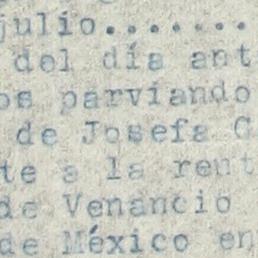 julio........
del día ant
os parviando
de Josefa G
te a la rent
de Venancio
de México en